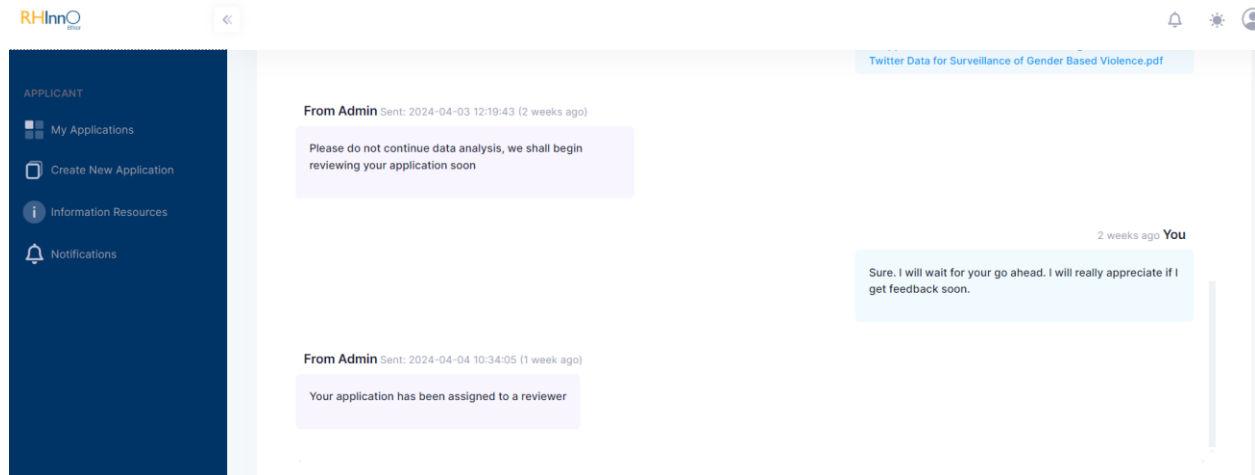 RHInnO
Ethics
Twitter Data for Surveillance of Gender Based Violence.pdf
APPLICANT
From Admin Sent: 2024-04-03 12:19:43 (2 weeks ago)
My Applications
Please do not continue data analysis, we shall begin
reviewing your application soon
Create New Application
Information Resources
2 weeks ago You
Notifications
Sure. I will wait for your go ahead. I will really appreciate if I
get feedback soon.
From Admin Sent: 2024-04-04 10:34:05 (1 week ago)
Your application has been assigned to a reviewer